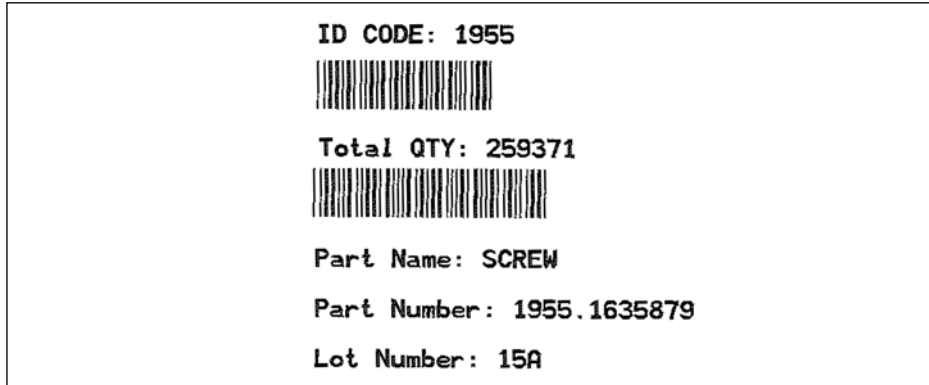 ID CODE: 1955
Total QTY: 259371
Part Name: SCREW
Part Number: 1955.1635879
Lot Number: 15A